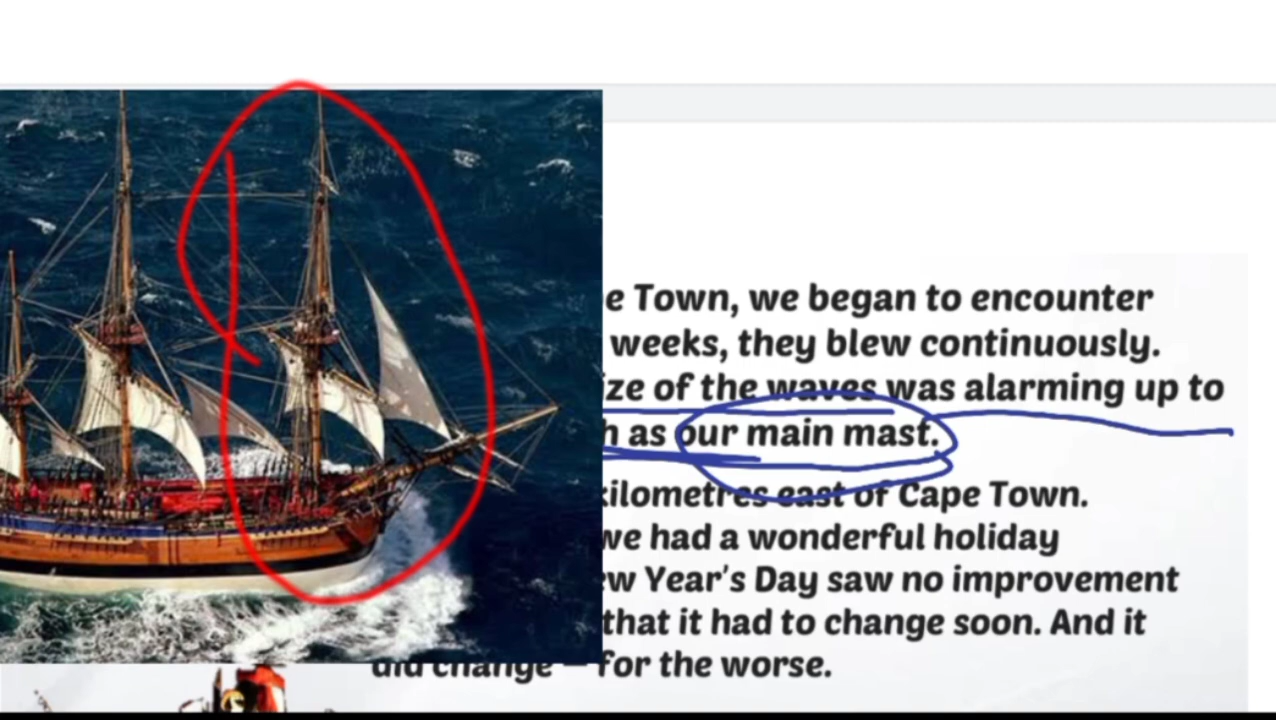 e Town, we began to encounter
weeks, they blew continuously.
ize of the waves was alarming up to
h as our main mast.
kilometres east of Cape Town.
we had a wonderful holiday
ew Year's Day saw no improvement
that it had to change soon. And it
did change – for the worse.